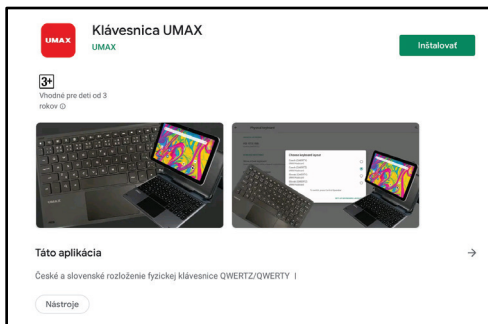 Klávesnica UMAX
UMAX
UMAX
Inštalovať
3+
Vhodné pre deti od 3
rokov
Táto aplikácia
České a slovenské rozloženie fyzickej klávesnice QWERTZ/QWERTY |
Nástroje